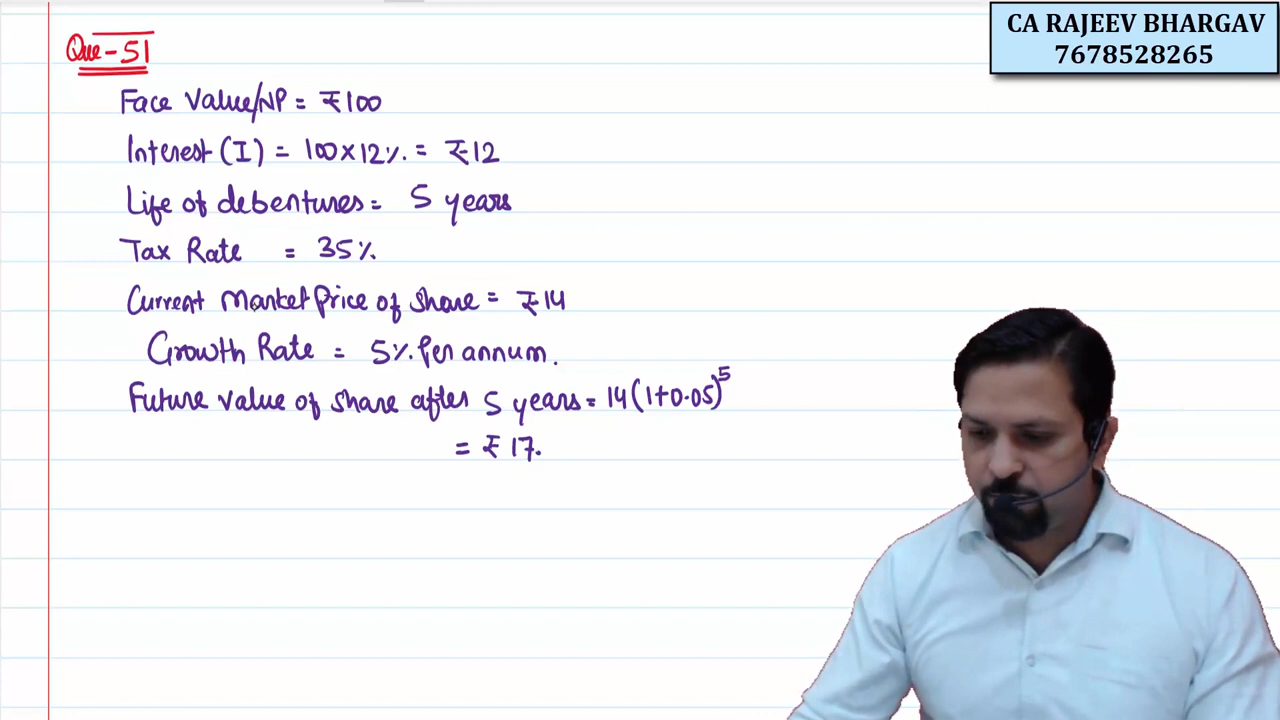 CA RAJEEV BHARGAV
7678528265
Que-51
Face Value/NP = ₹100
Interest (I) = 100×12% = ₹12
Life of debentures = 5 years
Tax Rate = 35%
Current Market Price of share = ₹14
Growth Rate = 5% Per annum.
Future value of share after 5 years = 14(1+0.05)⁵
= ₹17.